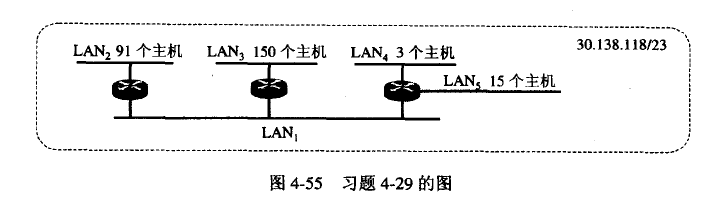 LAN₂ 91 个主机 LAN₃ 150 个主机 LAN₄ 3 个主机 30.138.118/23
LAN₅ 15 个主机
LAN₁
图 4-55 习题 4-29 的图